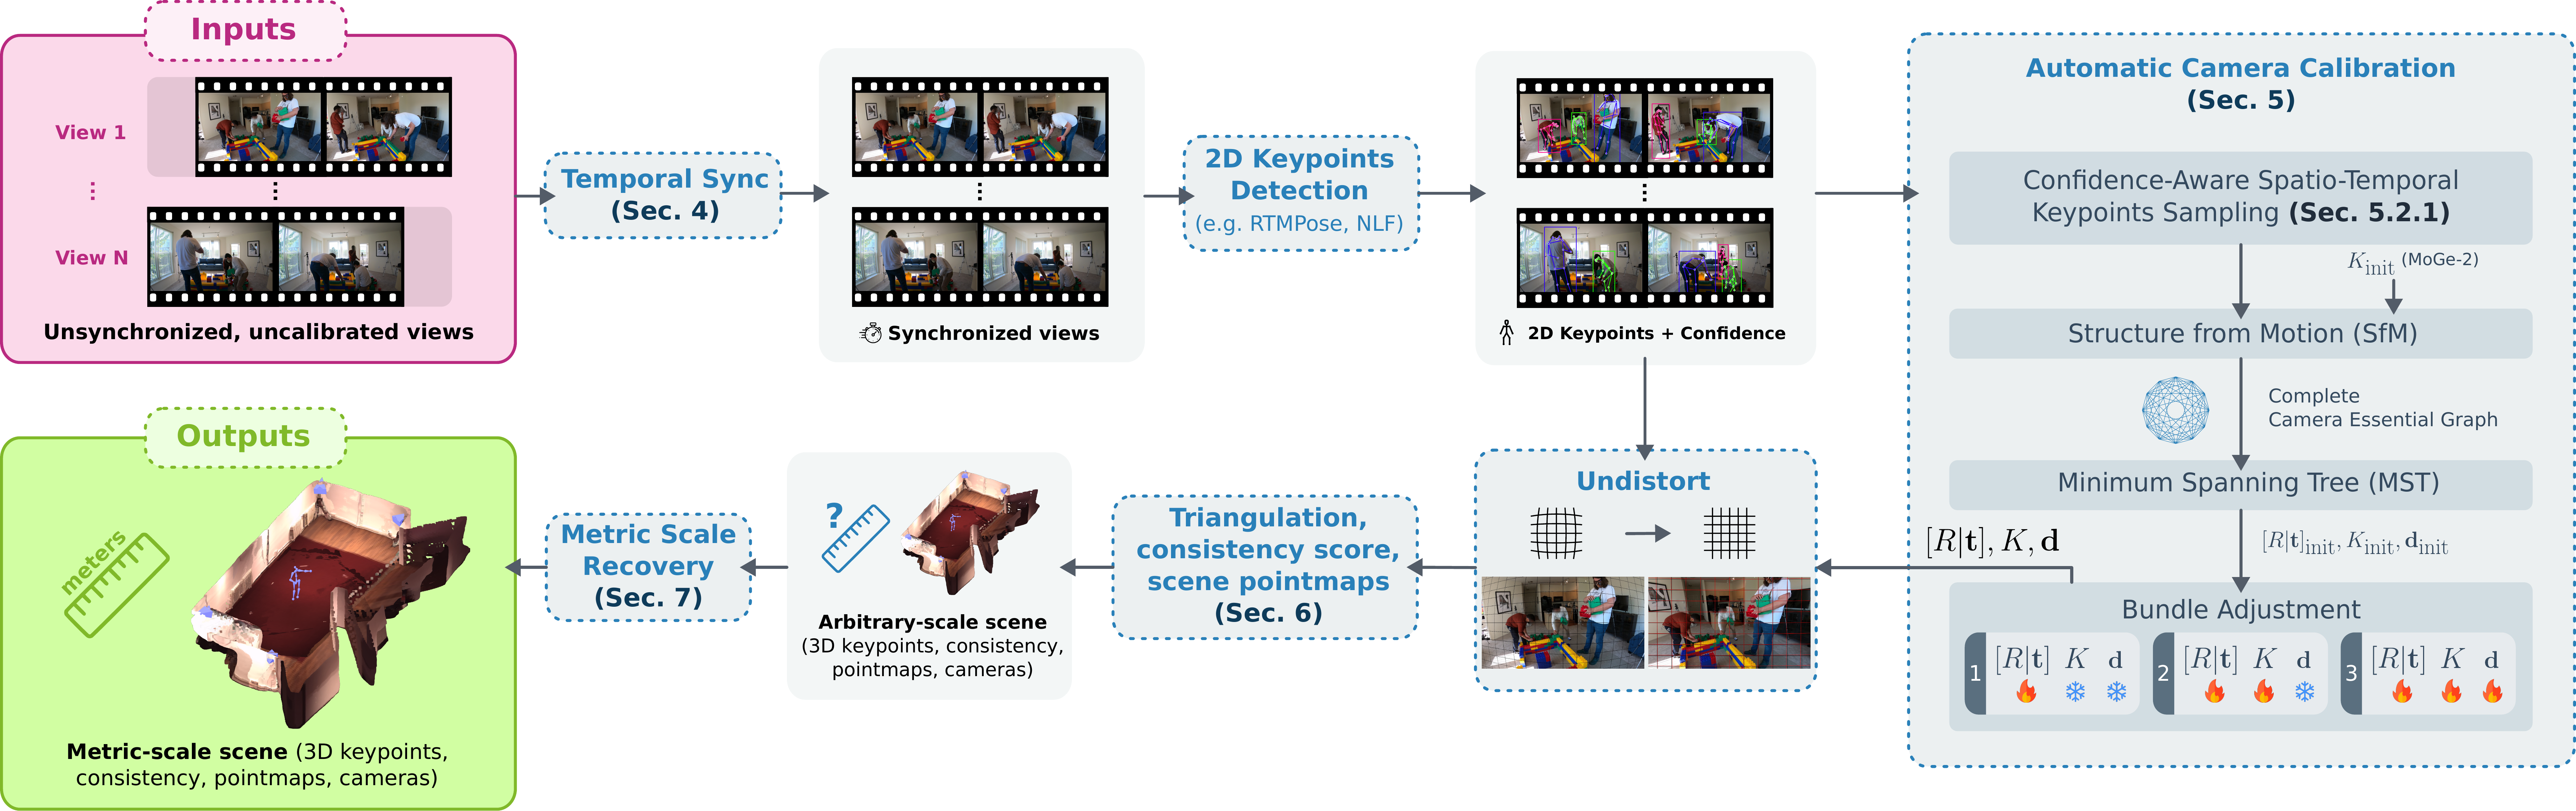 Inputs
View 1
⋮
View N
Unsynchronized, uncalibrated views
Temporal Sync
(Sec. 4)
Synchronized views
2D Keypoints
Detection
(e.g. RTMPose, NLF)
2D Keypoints + Confidence
Automatic Camera Calibration
(Sec. 5)
Confidence-Aware Spatio-Temporal
Keypoints Sampling (Sec. 5.2.1)
K_init (MoGe-2)
Structure from Motion (SfM)
Complete
Camera Essential Graph
Minimum Spanning Tree (MST)
[R|t]_init, K_init, d_init
Bundle Adjustment
1 [R|t] K d
2 [R|t] K d
3 [R|t] K d
[R|t], K, d
Undistort
Triangulation,
consistency score,
scene pointmaps
(Sec. 6)
?
Arbitrary-scale scene
(3D keypoints, consistency,
pointmaps, cameras)
Metric Scale
Recovery
(Sec. 7)
Outputs
meters
Metric-scale scene (3D keypoints,
consistency, pointmaps, cameras)